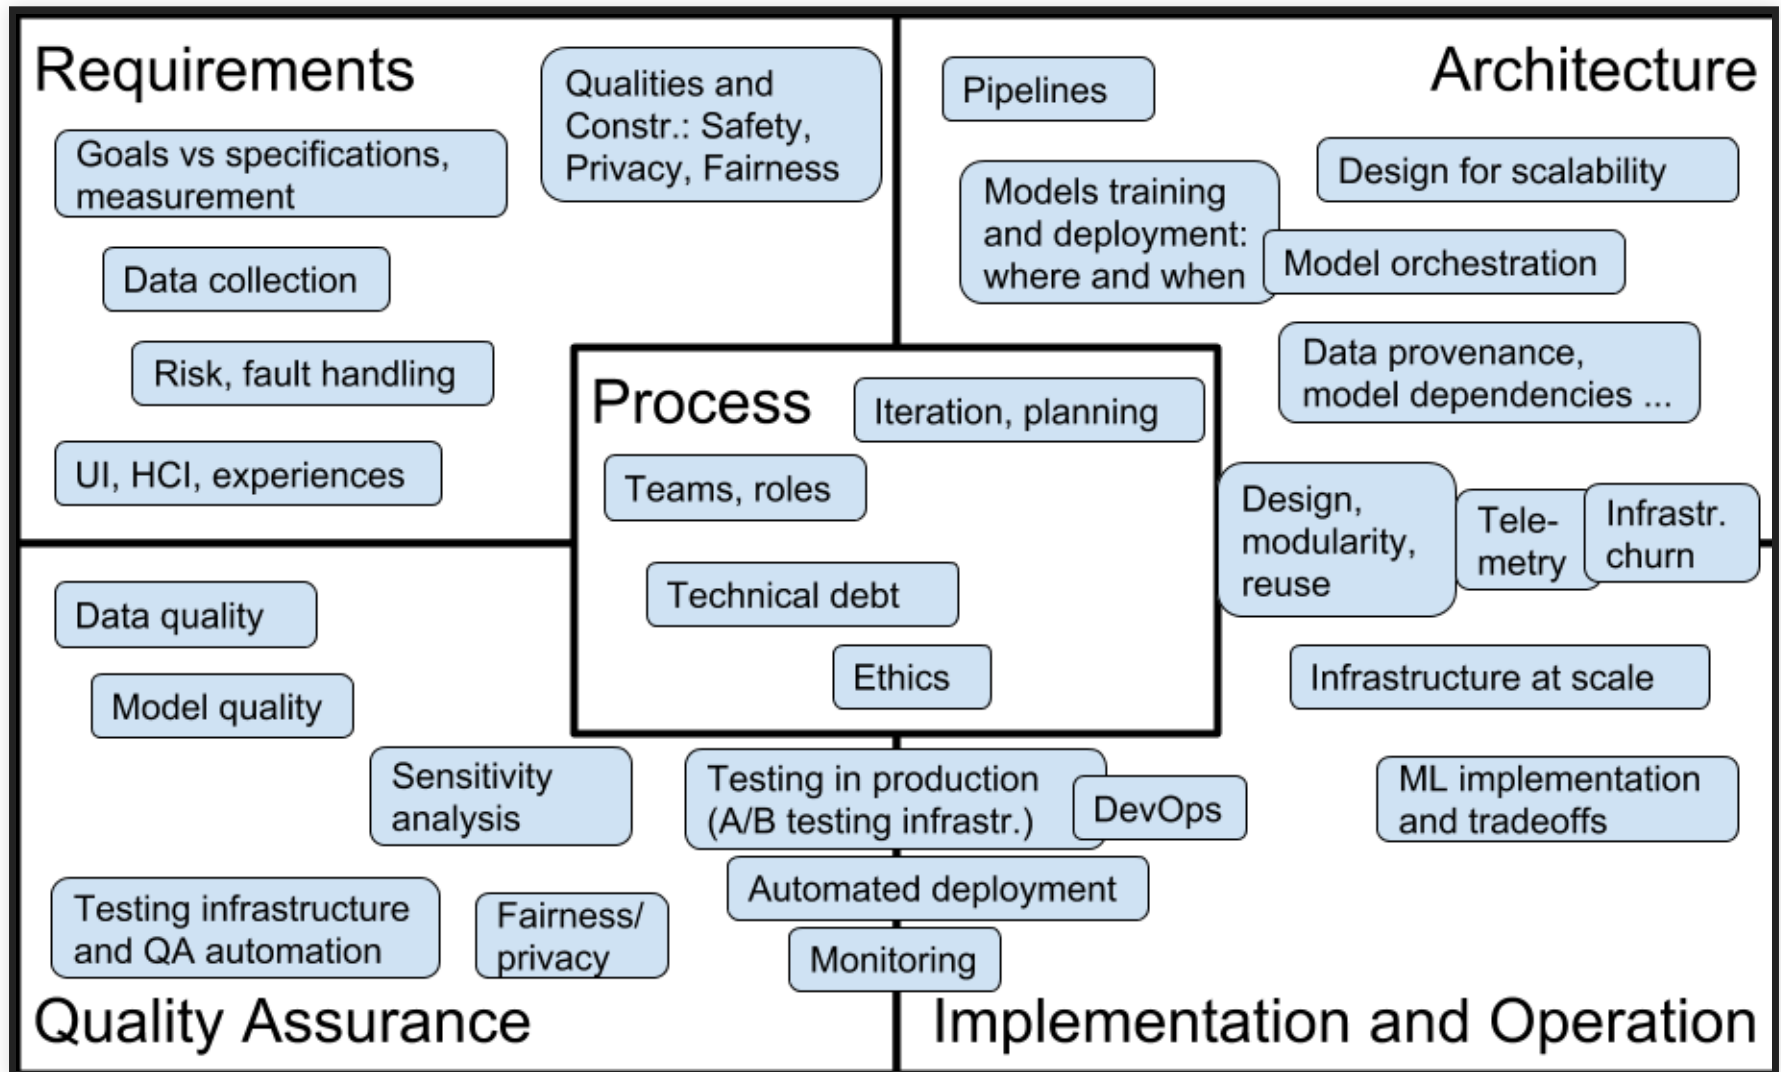 Requirements
Qualities and
Constr.: Safety,
Privacy, Fairness
Goals vs specifications,
measurement
Data collection
Risk, fault handling
UI, HCI, experiences
Architecture
Pipelines
Design for scalability
Models training
and deployment:
where and when
Model orchestration
Data provenance,
model dependencies ...
Process
Iteration, planning
Teams, roles
Technical debt
Ethics
Design,
modularity,
reuse
Tele-
metry
Infrastr.
churn
Data quality
Model quality
Sensitivity
analysis
Testing infrastructure
and QA automation
Fairness/
privacy
Quality Assurance
Testing in production
(A/B testing infrastr.)
DevOps
Automated deployment
Monitoring
Infrastructure at scale
ML implementation
and tradeoffs
Implementation and Operation